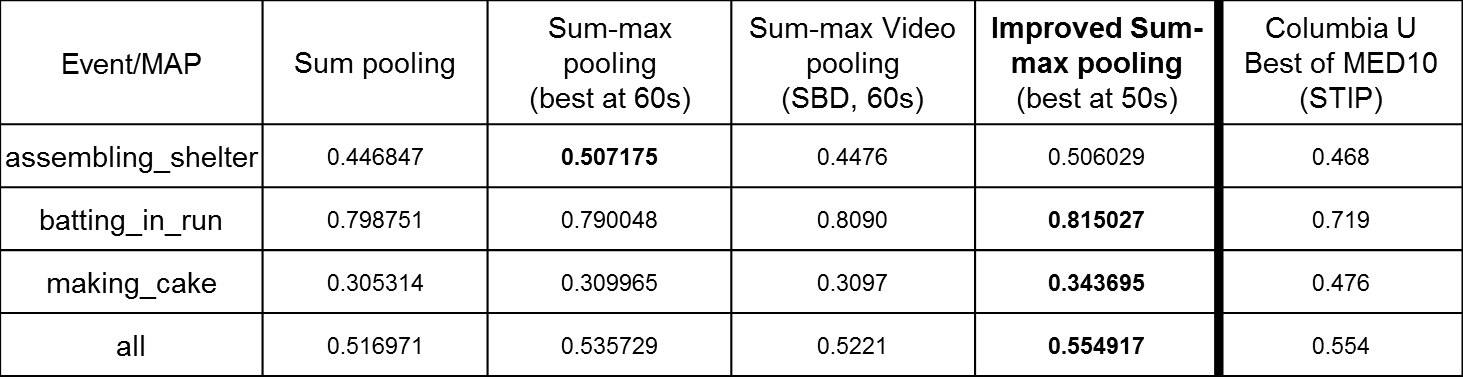 Event/MAP
Sum pooling
Sum-max
pooling
(best at 60s)
Sum-max Video
pooling
(SBD, 60s)
Improved Sum-
max pooling
(best at 50s)
Columbia U
Best of MED10
(STIP)
assembling_shelter 0.446847 0.507175 0.4476 0.506029 0.468
batting_in_run 0.798751 0.790048 0.8090 0.815027 0.719
making_cake 0.305314 0.309965 0.3097 0.343695 0.476
all 0.516971 0.535729 0.5221 0.554917 0.554